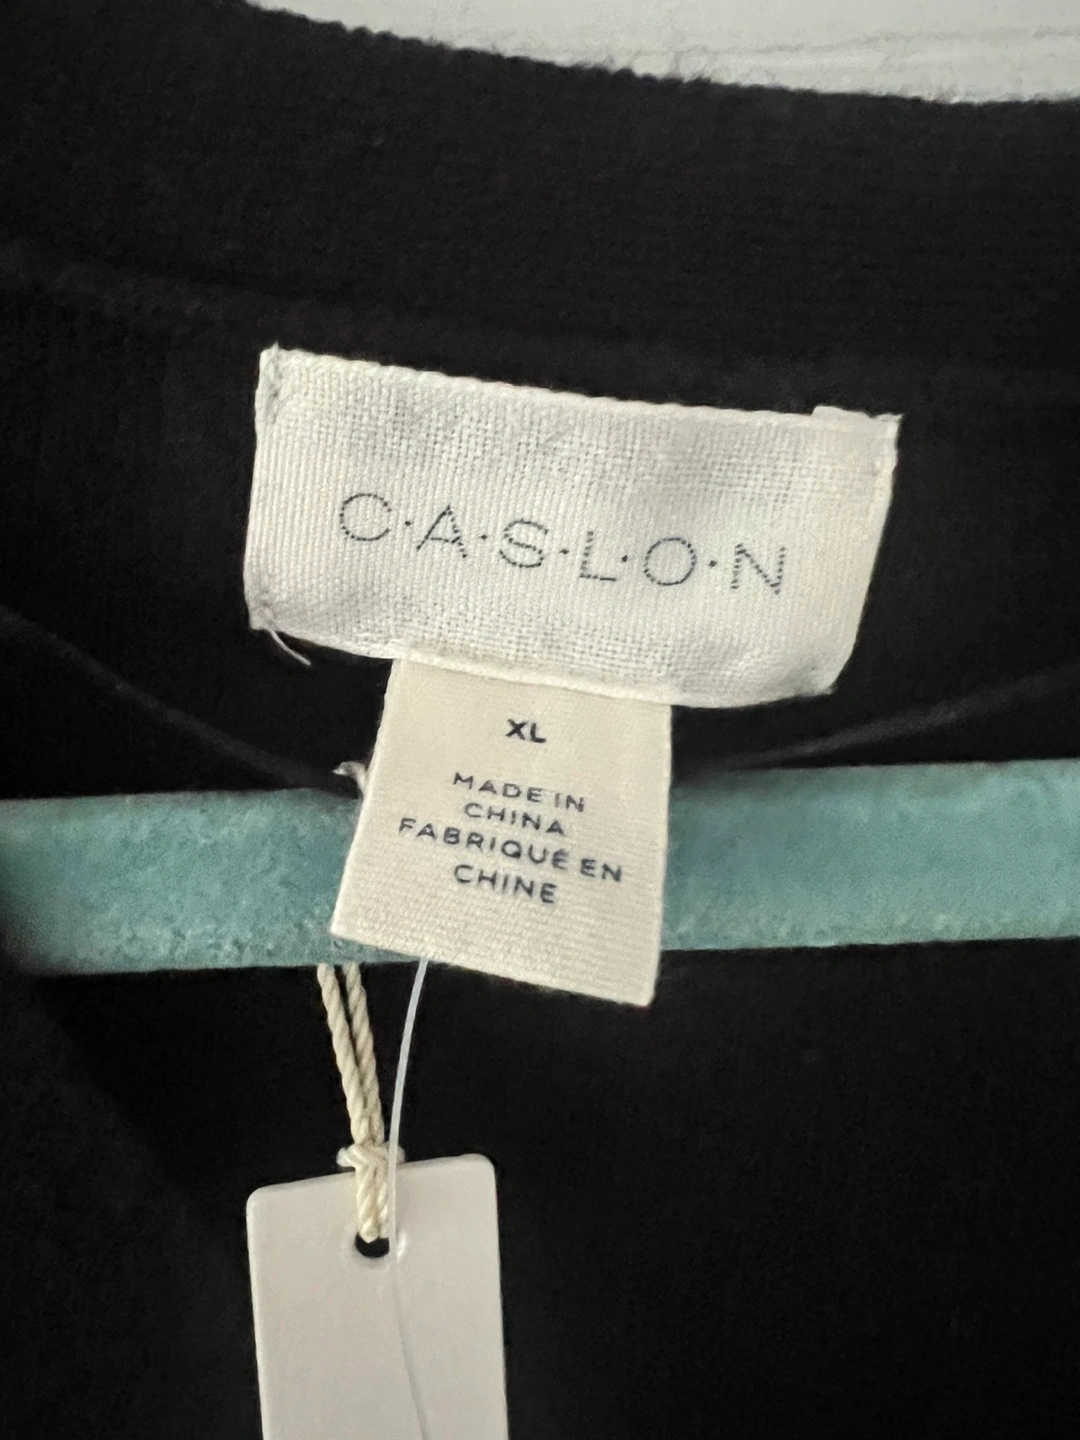 C·A·S·L·O·N
XL
MADE IN
CHINA
FABRIQUÉ EN
CHINE